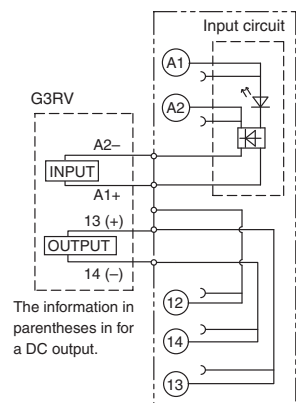 Input circuit
A1
A2
G3RV
A2–
INPUT
A1+
13 (+)
OUTPUT
14 (–)
The information in
parentheses in for
a DC output.
12
14
13